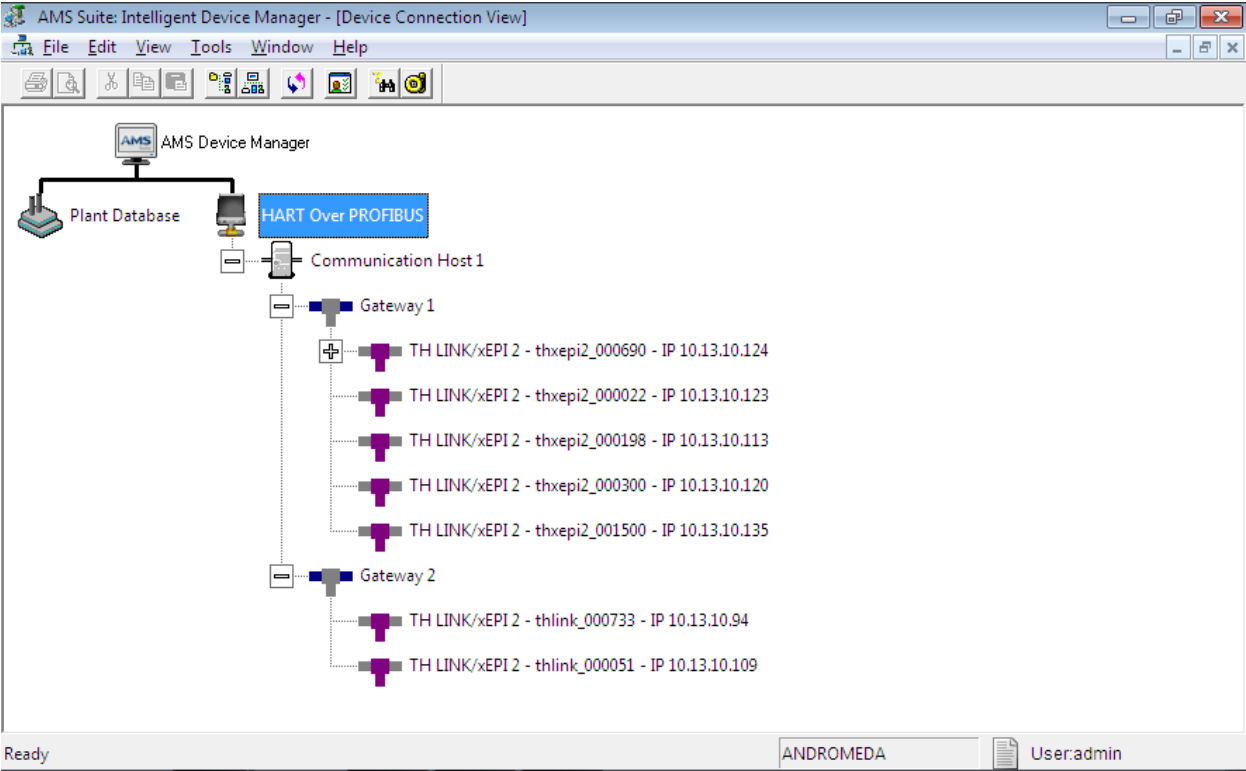 AMS Suite: Intelligent Device Manager - [Device Connection View]
File Edit View Tools Window Help
AMS AMS Device Manager
Plant Database HART Over PROFIBUS
Communication Host 1
Gateway 1
TH LINK/xEPI 2 - thxepi2_000690 - IP 10.13.10.124
TH LINK/xEPI 2 - thxepi2_000022 - IP 10.13.10.123
TH LINK/xEPI 2 - thxepi2_000198 - IP 10.13.10.113
TH LINK/xEPI 2 - thxepi2_000300 - IP 10.13.10.120
TH LINK/xEPI 2 - thxepi2_001500 - IP 10.13.10.135
Gateway 2
TH LINK/xEPI 2 - thlink_000733 - IP 10.13.10.94
TH LINK/xEPI 2 - thlink_000051 - IP 10.13.10.109
Ready ANDROMEDA User:admin